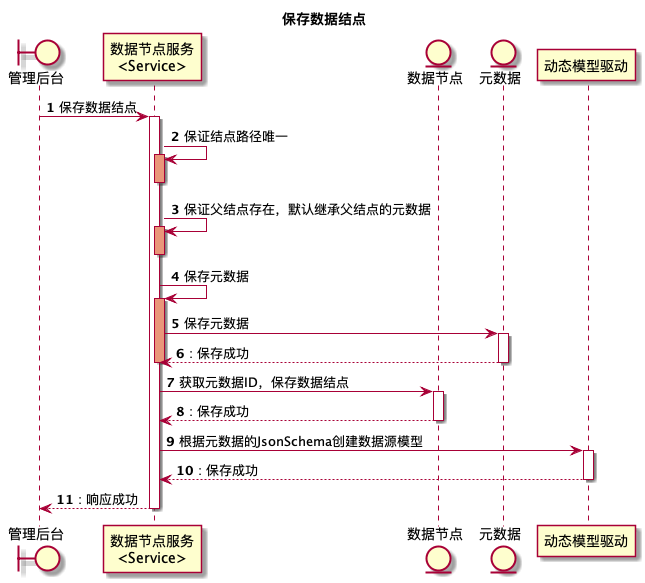 保存数据结点
管理后台
数据节点服务
<Service>
数据节点
元数据
动态模型驱动
1 保存数据结点
2 保证结点路径唯一
3 保证父结点存在，默认继承父结点的元数据
4 保存元数据
5 保存元数据
6 : 保存成功
7 获取元数据ID，保存数据结点
8 : 保存成功
9 根据元数据的JsonSchema创建数据源模型
10 : 保存成功
11 : 响应成功
管理后台
数据节点服务
<Service>
数据节点
元数据
动态模型驱动